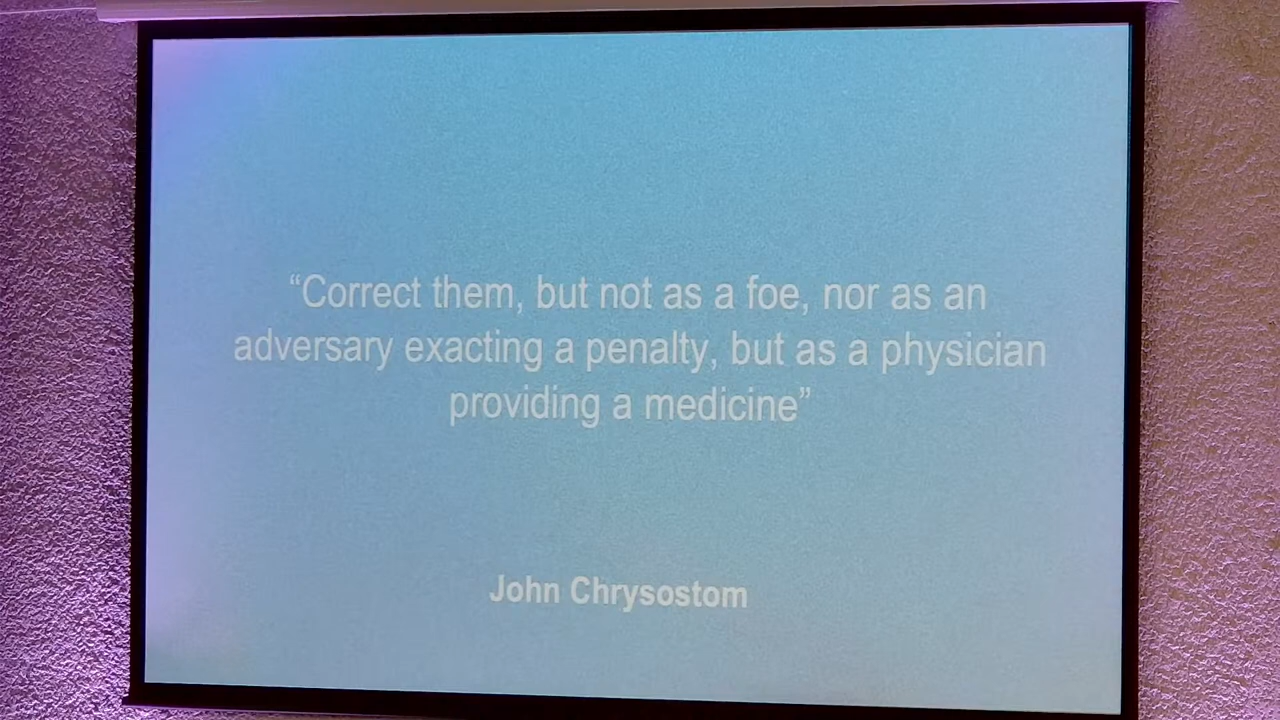 “Correct them, but not as a foe, nor as an
adversary exacting a penalty, but as a physician
providing a medicine”
John Chrysostom